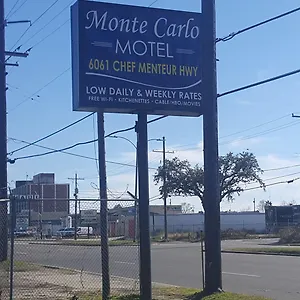 Monte Carlo
MOTEL
6061 CHEF MENTEUR HWY
LOW DAILY & WEEKLY RATES
FREE WI-FI • KITCHENETTES • CABLE/HBO/MOVIES